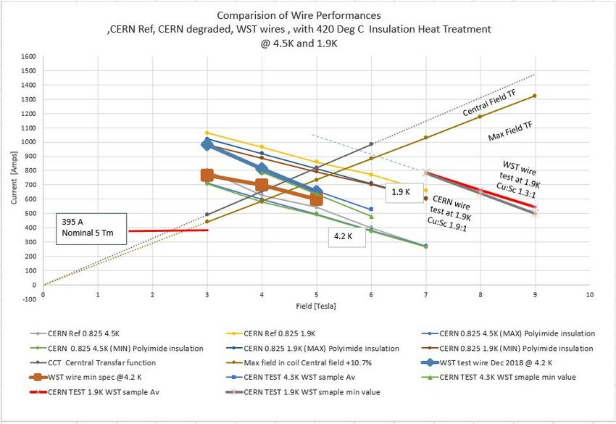 Comparision of Wire Performances
,CERN Ref, CERN degraded, WST wires , with 420 Deg C Insulation Heat Treatment
@ 4.5K and 1.9K
Current [Amps]
1600
1500
1400
1300
1200
1100
1000
900
800
700
600
500
400
300
200
100
0
-100
0
1
2
3
4
5
6
7
8
9
10
Field [Tesla]
Central Field TF
Max Field TF
WST wire
test at 1.9K
Cu:Sc 1.3:1
CERN wire
test at 1.9K
Cu:Sc 1.9:1
1.9 K
4.2 K
395 A
Nominal 5 Tm
CERN Ref 0.825 4.5K
CERN Ref 0.825 1.9K
CERN 0.825 4.5K (MAX) Polyimide insulation
CERN 0.825 4.5K (MIN) Polyimide insulation
CERN 0.825 1.9K (MAX) Polyimide insulation
CERN 0.825 1.9K (MIN) Polyimide insulation
CCT Cerntral Transfar function
Max field in coil Central field +10.7%
WST test wire Dec 2018 @ 4.2 K
WST wire min spec @4.2 K
CERN TEST 4.3K WST sample Av
CERN TEST 4.3K WST smaple min value
CERN TEST 1.9K WST sample Av
CERN TEST 1.9K WST smaple min value